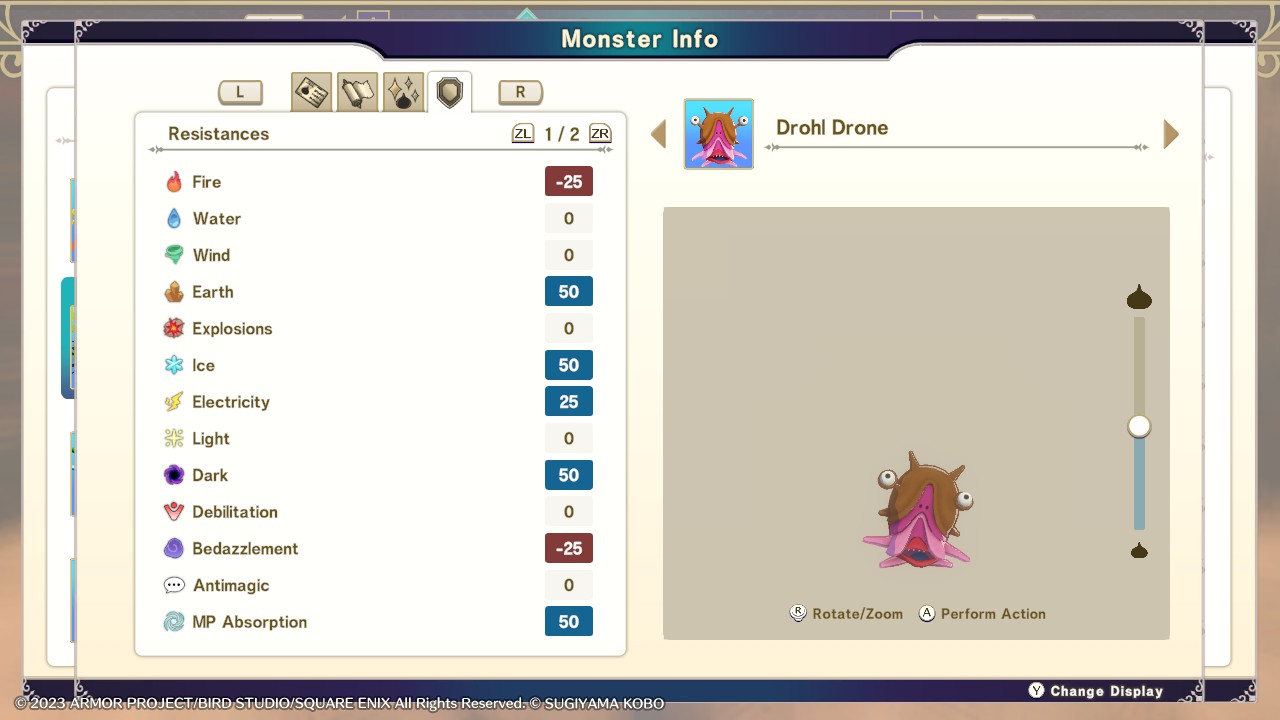 Monster Info
L
R
Resistances ZL 1 / 2 ZR
Fire -25
Water 0
Wind 0
Earth 50
Explosions 0
Ice 50
Electricity 25
Light 0
Dark 50
Debilitation 0
Bedazzlement -25
Antimagic 0
MP Absorption 50
Drohl Drone
R Rotate/Zoom A Perform Action
Y Change Display
© 2023 ARMOR PROJECT/BIRD STUDIO/SQUARE ENIX All Rights Reserved. © SUGIYAMA KOBO